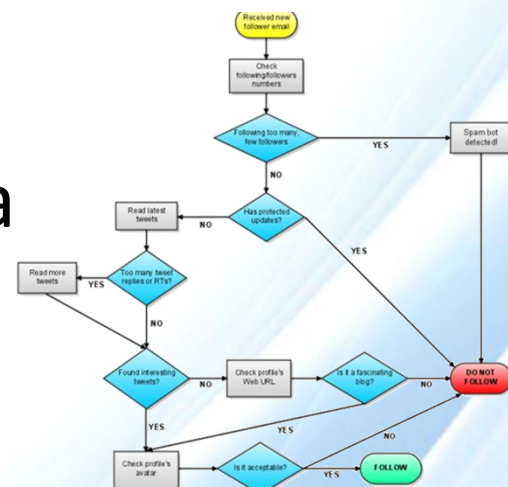 Received new
follower email
Check
following/followers
numbers
Following too many,
few followers
YES
Spam bot
detected!
NO
a
Read latest
tweets
NO
Has protected
updates?
YES
Read more
tweets
YES
Too many tweet
replies or RTs?
NO
Found interesting
tweets?
NO
Check profile's
Web URL
Is it a fascinating
blog?
NO
DO NOT
FOLLOW
YES
YES
NO
Check profile's
avatar
Is it acceptable?
YES
FOLLOW